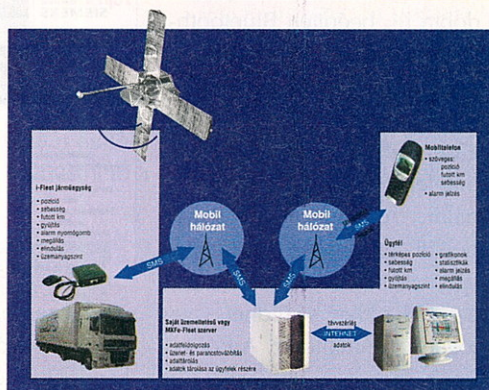 i-Fleet járműegység
• pozíció
• sebesség
• futott km
• gyújtás
• alarm nyomógomb
• megállás
• elindulás
• üzemanyagszint
SMS
Mobil
hálózat
SMS
Mobil
hálózat
SMS
SMS
Mobiltelefon
• szöveges:
pozíció
futott km
sebesség
• alarm jelzés
Ügyfél
• térképes pozíció
• sebesség
• futott km
• gyújtás
• üzemanyagszint
• grafikonok
• statisztikák
• alarm jelzés
• megállás
• elindulás
Saját üzemeltetésű vagy
szerver
• adatfeldolgozás
• üzenet- és parancstovábbítás
• adattárolás
• adatok tárolása az ügyfelek részére
távvezérlés
INTERNET
adatok